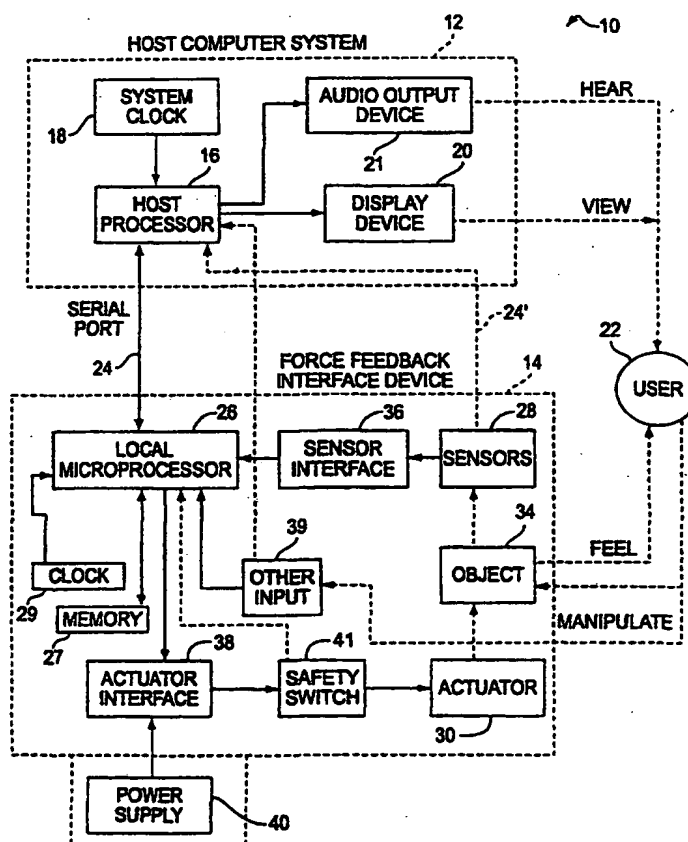 10
HOST COMPUTER SYSTEM
12
SYSTEM
CLOCK
18
AUDIO OUTPUT
DEVICE
21
HEAR
16
HOST
PROCESSOR
20
DISPLAY
DEVICE
VIEW
SERIAL
PORT
24
24'
FORCE FEEDBACK
INTERFACE DEVICE
14
22
USER
26
LOCAL
MICROPROCESSOR
36
SENSOR
INTERFACE
28
SENSORS
34
OBJECT
FEEL
39
OTHER
INPUT
CLOCK
29
MEMORY
27
MANIPULATE
38
ACTUATOR
INTERFACE
41
SAFETY
SWITCH
ACTUATOR
30
POWER
SUPPLY
40